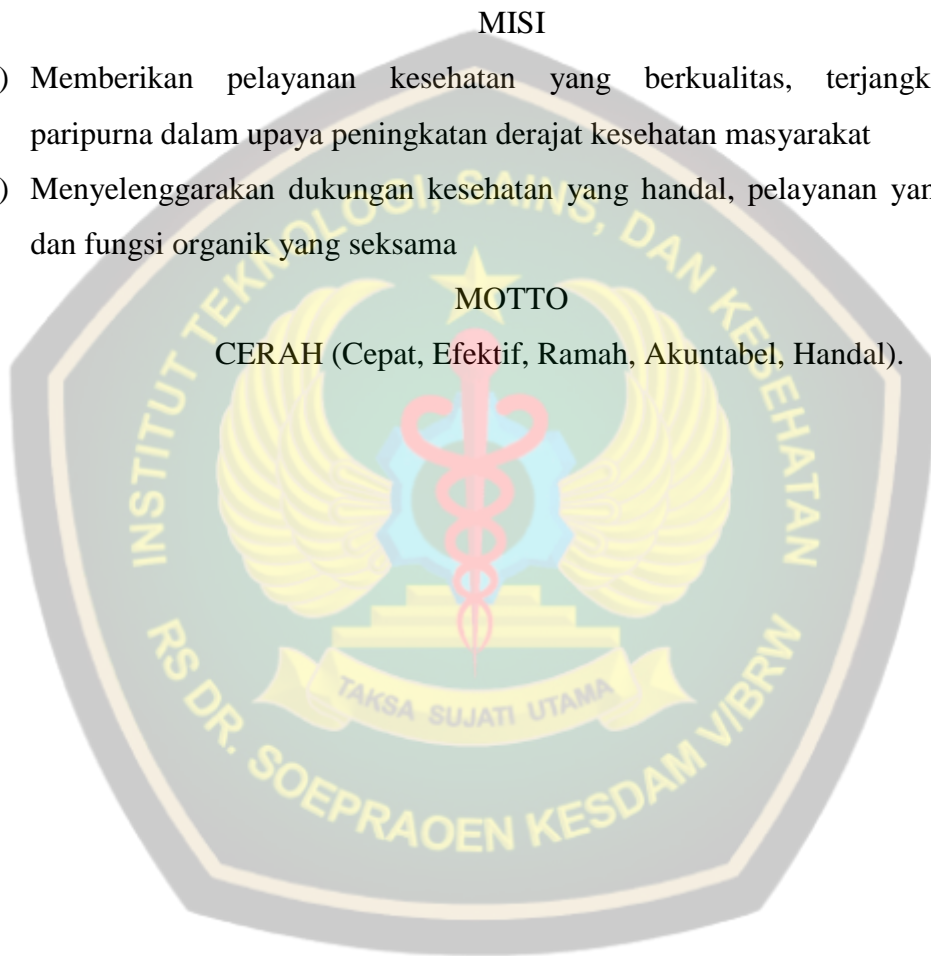 MISI
) Memberikan pelayanan kesehatan yang berkualitas,
paripurna dalam upaya peningkatan derajat kesehatan masyarakat
) Menyelenggarakan dukungan kesehatan yang handal, pelayanan
dan fungsi organik yang seksama
MOTTO
CERAH (Cepat, Efektif, Ramah, Akuntabel, Handal).
INSTITUT TEKNOLOGI, SAINS, DAN KESEHATAN
TAKSA SUJATI UTAMA
RS DR. SOEPRAOEN KESDAM V/BRW